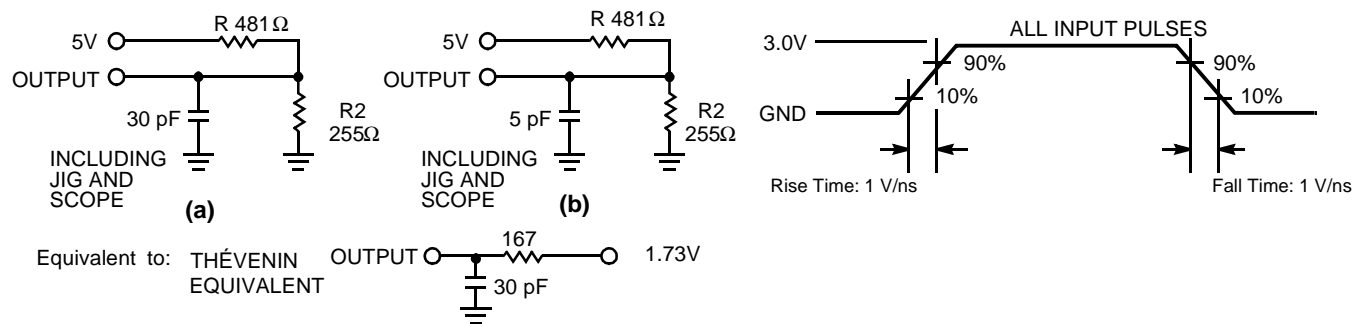 R 481Ω
5V
OUTPUT
30 pF
R2
255Ω
INCLUDING
JIG AND
SCOPE
(a)
R 481Ω
5V
OUTPUT
5 pF
R2
255Ω
INCLUDING
JIG AND
SCOPE
(b)
ALL INPUT PULSES
3.0V
90%
10%
GND
90%
10%
Rise Time: 1 V/ns
Fall Time: 1 V/ns
Equivalent to: THÉVENIN
EQUIVALENT
OUTPUT
167
1.73V
30 pF